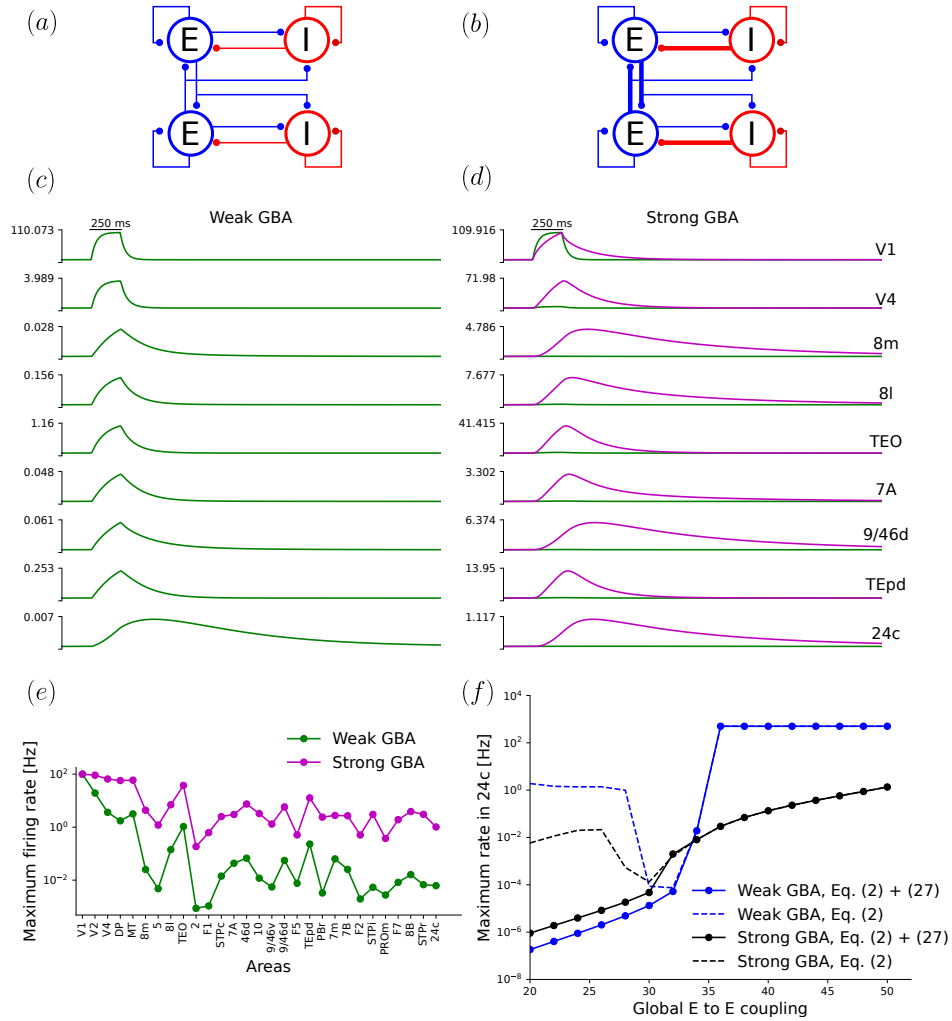 (a)
E
I
E
I
(b)
E
I
E
I
(c)
Weak GBA
250 ms
110.073
3.989
0.028
0.156
1.16
0.048
0.061
0.253
0.007
(d)
Strong GBA
250 ms
109.916
V1
71.98
V4
4.786
8m
7.677
8l
41.415
TEO
3.302
7A
6.374
9/46d
13.95
TEpd
1.117
24c
(e)
Weak GBA
Strong GBA
Maximum firing rate [Hz]
10^2
10^0
10^−2
V1
V2
V4
DP
MT
8m
5
8l
TEO
2
F1
STPc
7A
46d
10
9/46v
9/46d
F5
TEpd
PBr
7m
7B
F2
STPi
PROm
F7
8B
STPr
24c
Areas
(f)
Maximum rate in 24c [Hz]
10^4
10^2
10^0
10^−2
10^−4
10^−6
10^−8
Weak GBA, Eq. (2) + (27)
Weak GBA, Eq. (2)
Strong GBA, Eq. (2) + (27)
Strong GBA, Eq. (2)
20 25 30 35 40 45 50
Global E to E coupling